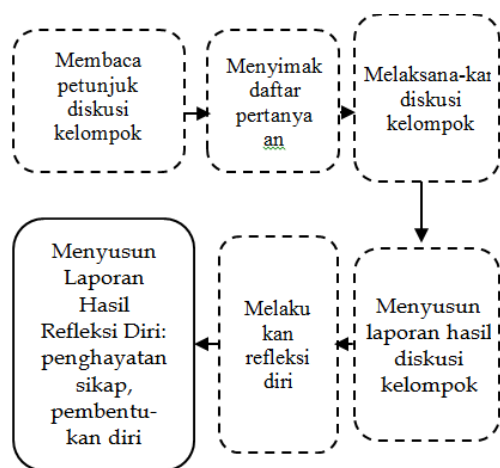 Membaca
petunjuk
diskusi
kelompok
Menyimak
daftar
pertanya
an
Melaksana-kan
diskusi
kelompok
Menyusun
laporan hasil
diskusi
kelompok
Melaku
kan
refleksi
diri
Menyusun
Laporan
Hasil
Refleksi Diri:
penghayatan
sikap,
pembentu-
kan diri